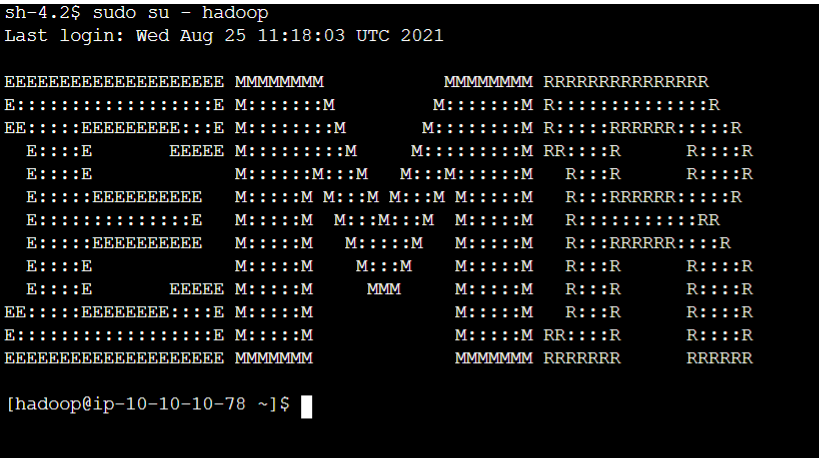 sh-4.2$ sudo su - hadoop
Last login: Wed Aug 25 11:18:03 UTC 2021

EEEEEEEEEEEEEEEEEEEE MMMMMMMM           MMMMMMMM RRRRRRRRRRRRRRR
E::::::::::::::::::E M:::::::M         M:::::::M R::::::::::::::R
EE:::::EEEEEEEEE:::E M::::::::M       M::::::::M R:::::RRRRRR:::::R
  E::::E       EEEEE M:::::::::M     M:::::::::M RR::::R      R::::R
  E::::E             M::::::M:::M   M:::M::::::M   R:::R      R::::R
  E:::::EEEEEEEEEE   M:::::M M:::M M:::M M:::::M   R:::RRRRRR:::::R
  E::::::::::::::E   M:::::M  M:::M:::M  M:::::M   R:::::::::::RR
  E:::::EEEEEEEEEE   M:::::M   M:::::M   M:::::M   R:::RRRRRR::::R
  E::::E             M:::::M    M:::M    M:::::M   R:::R      R::::R
  E::::E       EEEEE M:::::M     MMM     M:::::M   R:::R      R::::R
EE:::::EEEEEEEE::::E M:::::M             M:::::M   R:::R      R::::R
E::::::::::::::::::E M:::::M             M:::::M RR::::R      R::::R
EEEEEEEEEEEEEEEEEEEE MMMMMMM             MMMMMMM RRRRRRR      RRRRRR

[hadoop@ip-10-10-10-78 ~]$